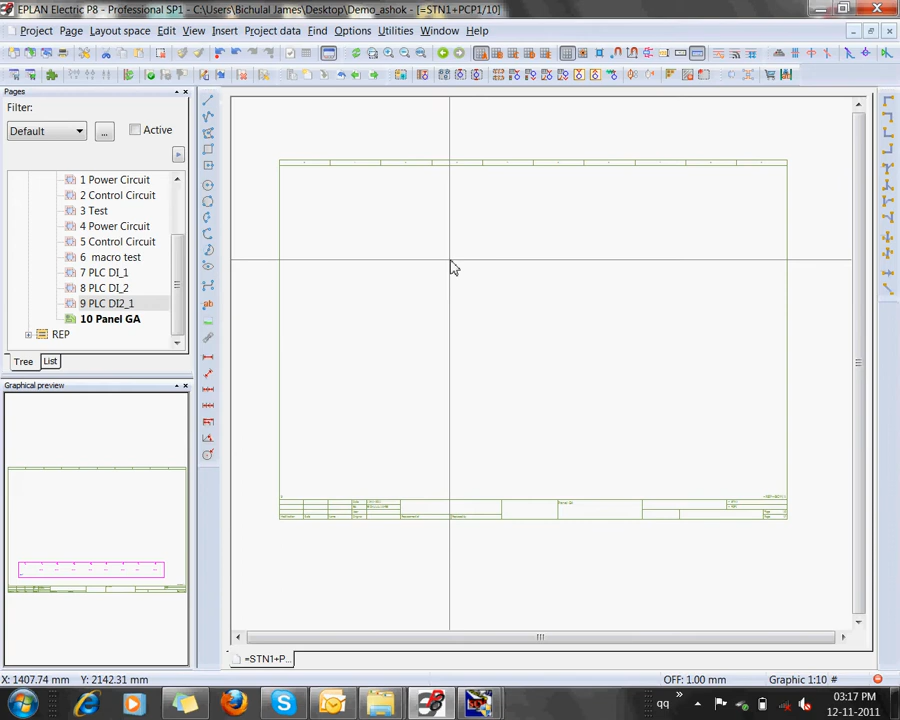 EPLAN Electric P8 - Professional SP1 - C:\Users\Bichulal James\Desktop\Demo_ashok - [=STN1+PCP1/10]
Project Page Layout space Edit View Insert Project data Find Options Utilities Window Help
Pages
Filter:
Default ... Active
1 Power Circuit
2 Control Circuit
3 Test
4 Power Circuit
5 Control Circuit
6 macro test
7 PLC DI_1
8 PLC DI_2
9 PLC DI2_1
10 Panel GA
REP
Tree List
Graphical preview
ab
=STN1+P...
X: 1407.74 mm Y: 2142.31 mm OFF: 1.00 mm Graphic 1:10 #
qq 03:17 PM
12-11-2011